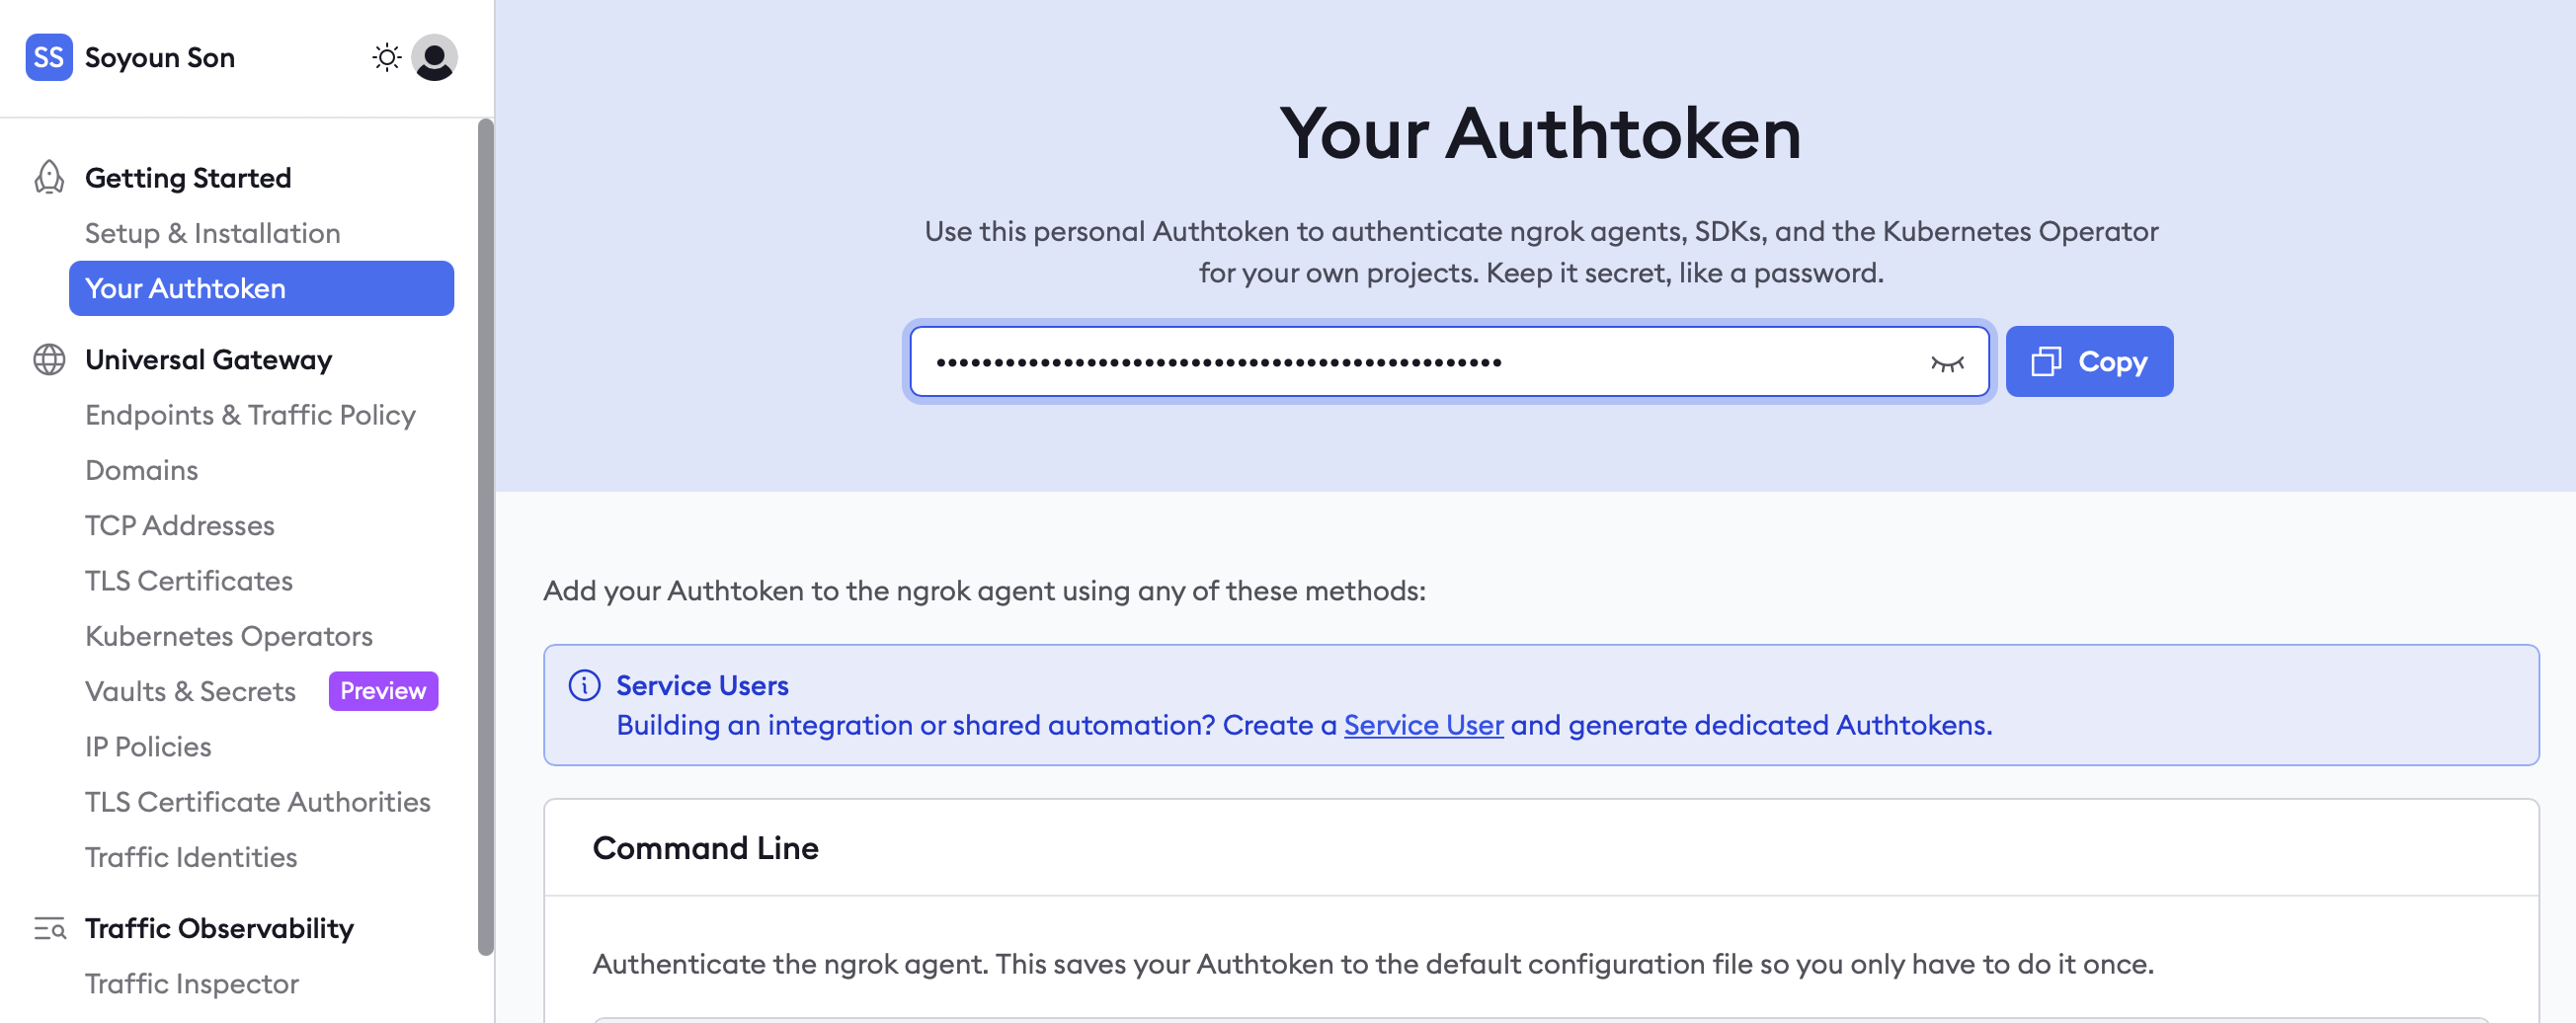 SS Soyoun Son
Getting Started
Setup & Installation
Your Authtoken
Universal Gateway
Endpoints & Traffic Policy
Domains
TCP Addresses
TLS Certificates
Kubernetes Operators
Vaults & Secrets Preview
IP Policies
TLS Certificate Authorities
Traffic Identities
Traffic Observability
Traffic Inspector
Your Authtoken
Use this personal Authtoken to authenticate ngrok agents, SDKs, and the Kubernetes Operator
for your own projects. Keep it secret, like a password.
Copy
Add your Authtoken to the ngrok agent using any of these methods:
Service Users
Building an integration or shared automation? Create a Service User and generate dedicated Authtokens.
Command Line
Authenticate the ngrok agent. This saves your Authtoken to the default configuration file so you only have to do it once.